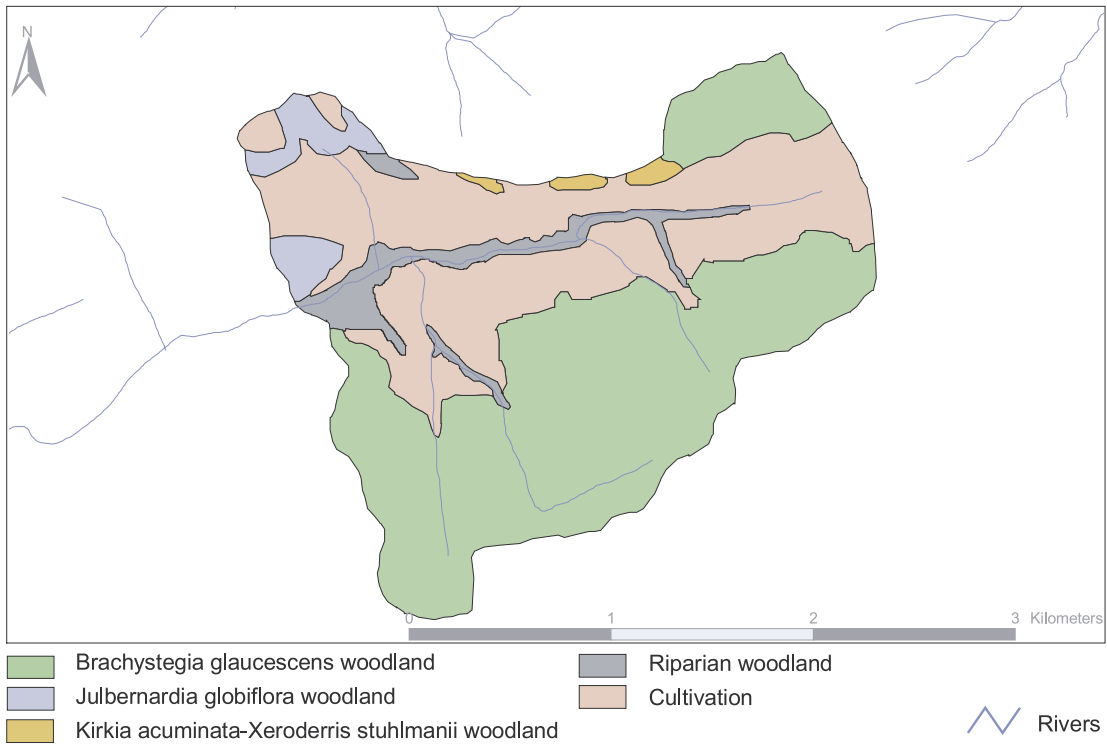 N
0 1 2 3 Kilometers
Brachystegia glaucescens woodland
Julbernardia globiflora woodland
Kirkia acuminata-Xeroderris stuhlmanii woodland
Riparian woodland
Cultivation
Rivers